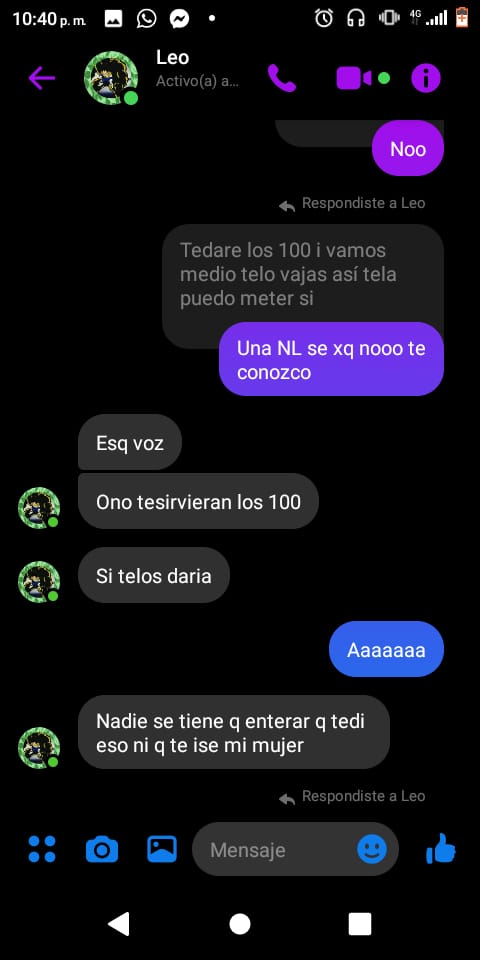 10:40 p. m.
4G
Leo
Activo(a) a...
Noo
Respondiste a Leo
Tedare los 100 i vamos
medio telo vajas así tela
puedo meter si
Una NL se xq nooo te
conozco
Esq voz
Ono tesirvieran los 100
Si telos daria
Aaaaaaa
Nadie se tiene q enterar q tedi
eso ni q te ise mi mujer
Respondiste a Leo
Mensaje